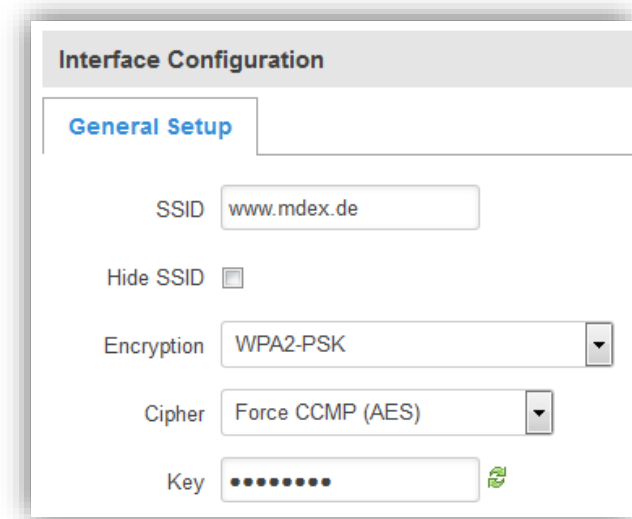 Interface Configuration
General Setup
SSID www.mdex.de
Hide SSID
Encryption WPA2-PSK
Cipher Force CCMP (AES)
Key ●●●●●●●●